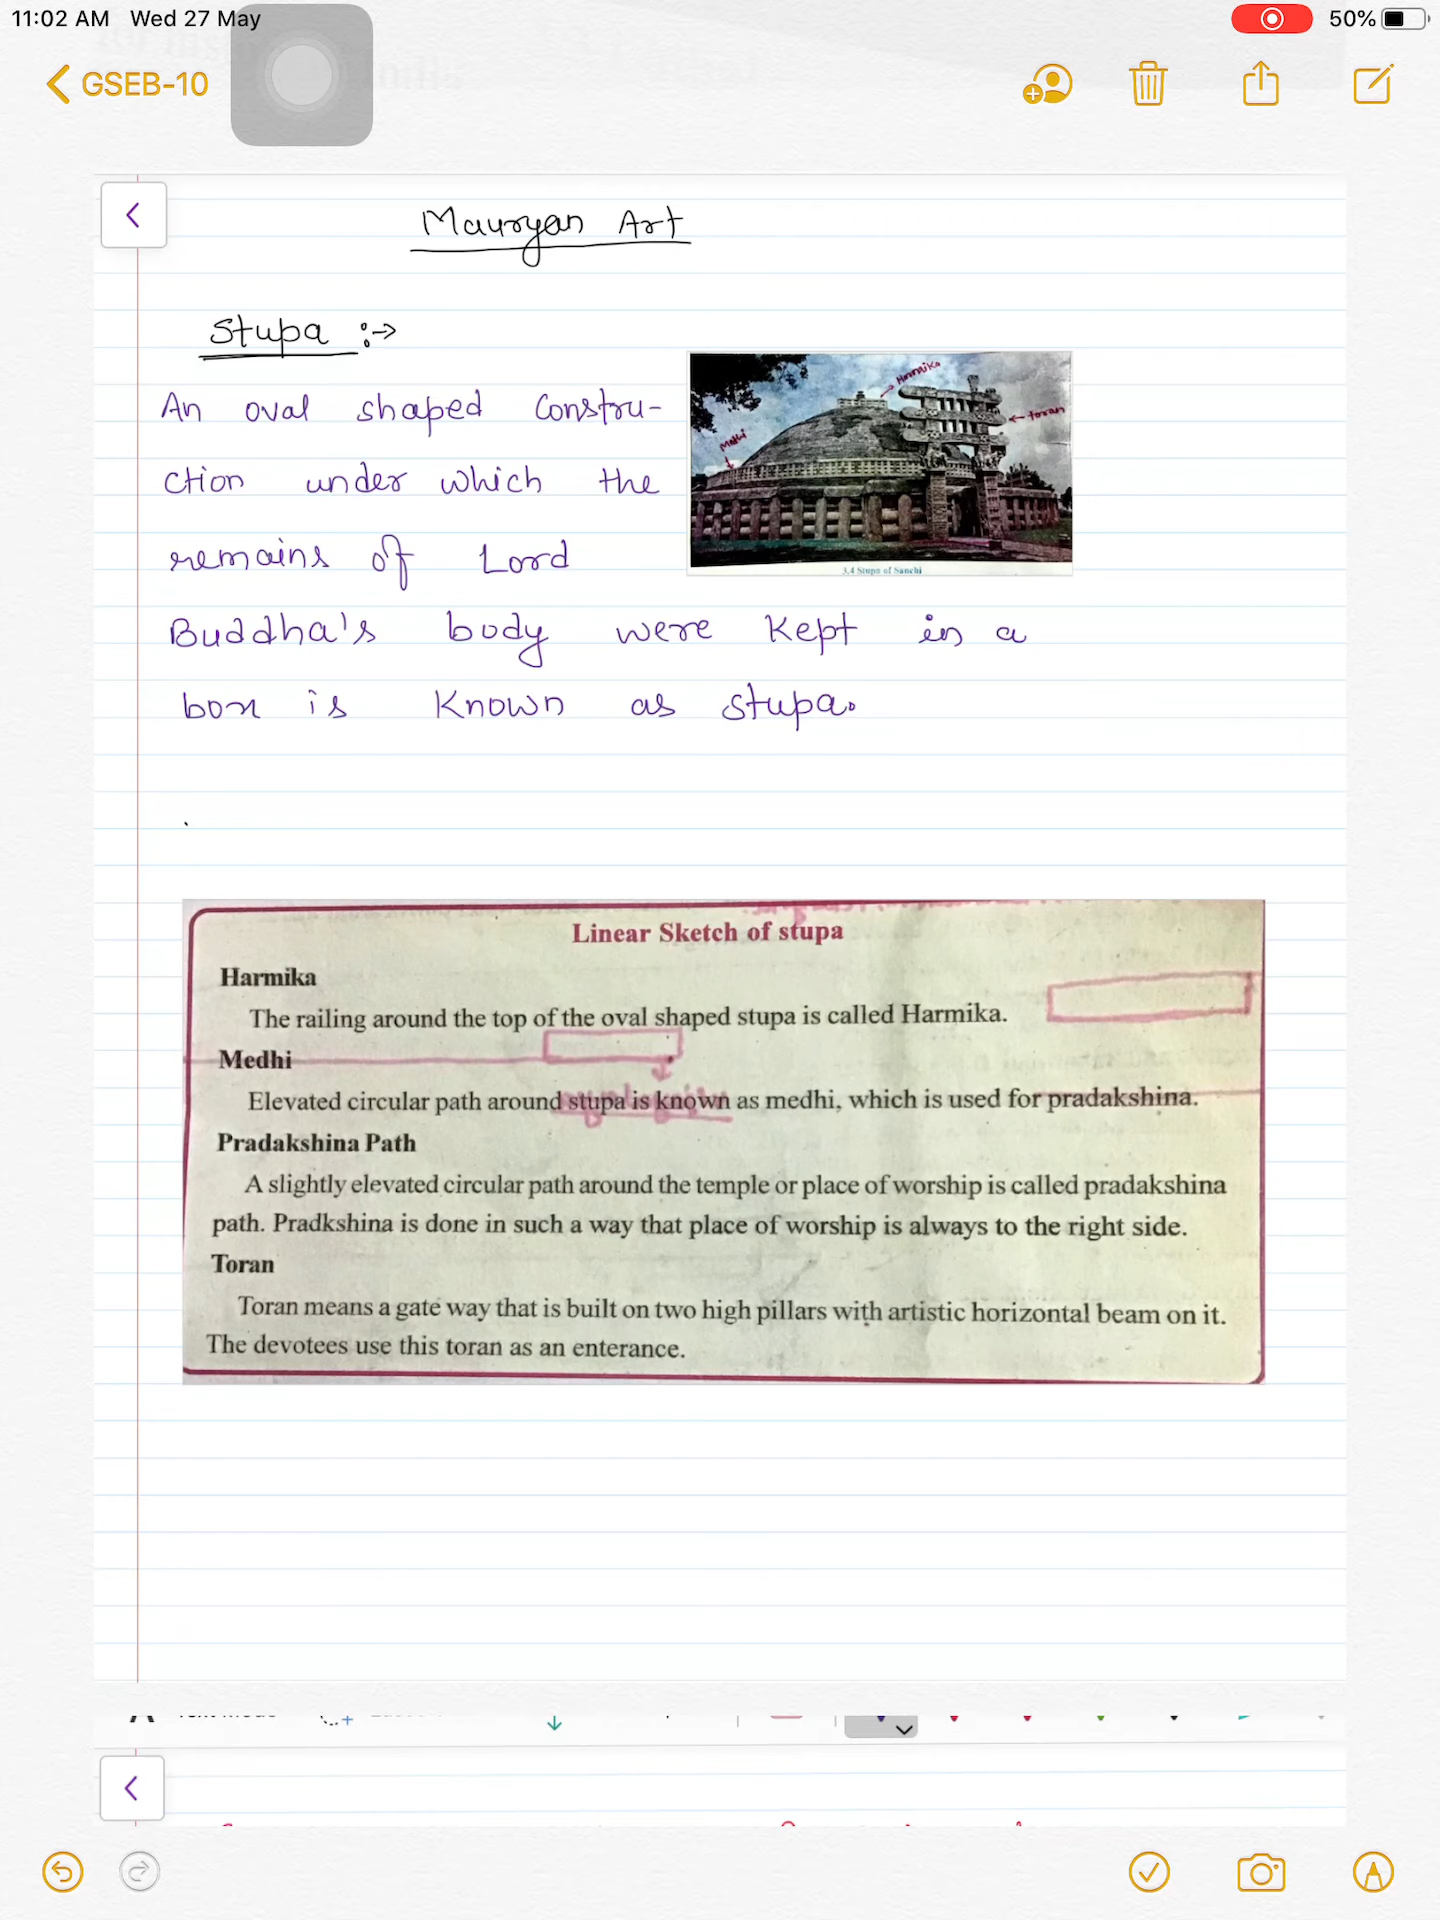 11:02 AM Wed 27 May
50%
GSEB-10
Mauryan Art
Stupa :→
An oval shaped Constru-
ction under which the
remains of Lord
Buddha's body were kept in a
box is known as stupa.
Harmika
toran
Medhi
3.4 Stupa of Sanchi
Linear Sketch of stupa
Harmika
The railing around the top of the oval shaped stupa is called Harmika.
Medhi
Elevated circular path around stupa is known as medhi, which is used for pradakshina.
Pradakshina Path
A slightly elevated circular path around the temple or place of worship is called pradakshina
path. Pradkshina is done in such a way that place of worship is always to the right side.
Toran
Toran means a gate way that is built on two high pillars with artistic horizontal beam on it.
The devotees use this toran as an enterance.